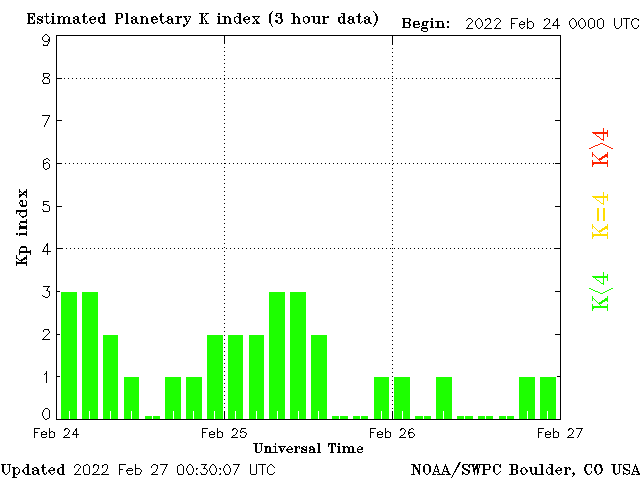 Estimated Planetary K index (3 hour data)
Begin: 2022 Feb 24 0000 UTC
9
8
7
6
5
4
3
2
1
0
Kp index
K>4
K=4
K<4
Feb 24
Feb 25
Feb 26
Feb 27
Universal Time
Updated 2022 Feb 27 00:30:07 UTC
NOAA/SWPC Boulder, CO USA